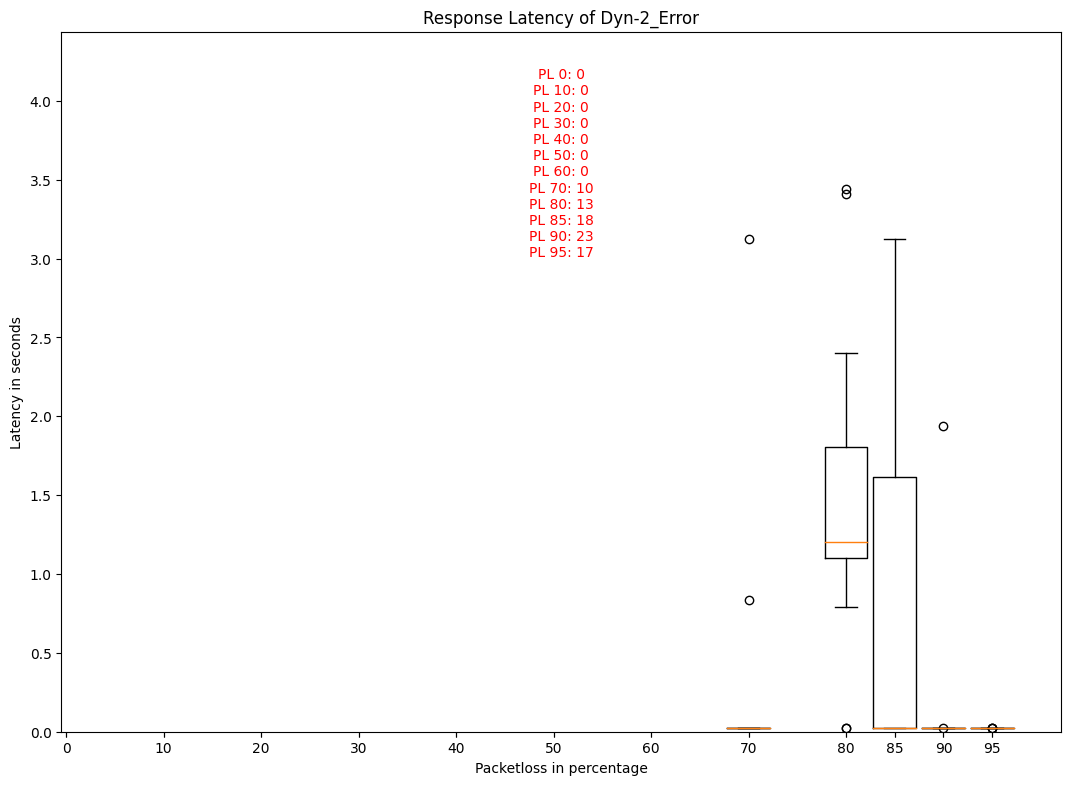 Response Latency of Dyn-2_Error
PL 0: 0
PL 10: 0
PL 20: 0
PL 30: 0
PL 40: 0
PL 50: 0
PL 60: 0
PL 70: 10
PL 80: 13
PL 85: 18
PL 90: 23
PL 95: 17
Latency in seconds
4.0
3.5
3.0
2.5
2.0
1.5
1.0
0.5
0.0
0 10 20 30 40 50 60 70 80 85 90 95
Packetloss in percentage